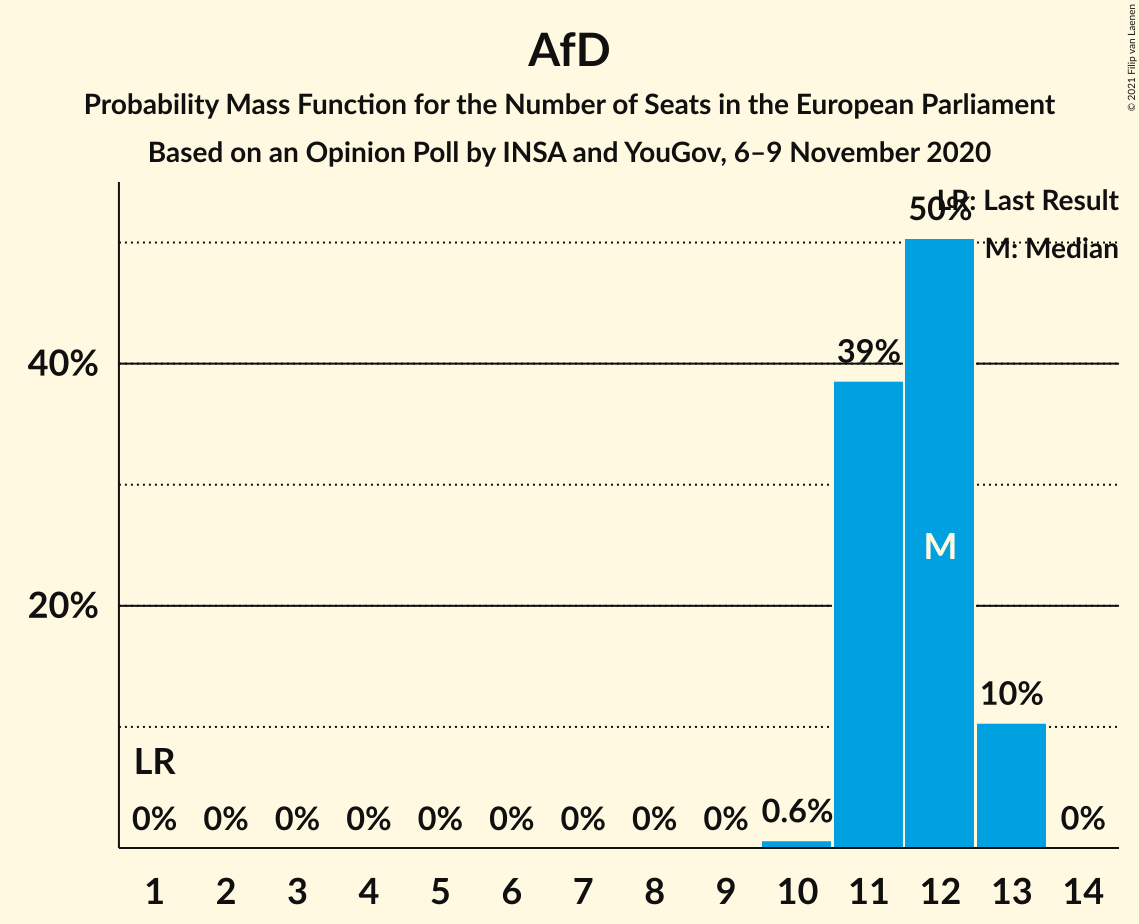 AfD
Probability Mass Function for the Number of Seats in the European Parliament
Based on an Opinion Poll by INSA and YouGov, 6–9 November 2020
© 2021 Filip van Laenen
LR: Last Result
M: Median
50%
40%
39%
M
20%
10%
LR
0% 0% 0% 0% 0% 0% 0% 0% 0% 0.6% 0%
1 2 3 4 5 6 7 8 9 10 11 12 13 14